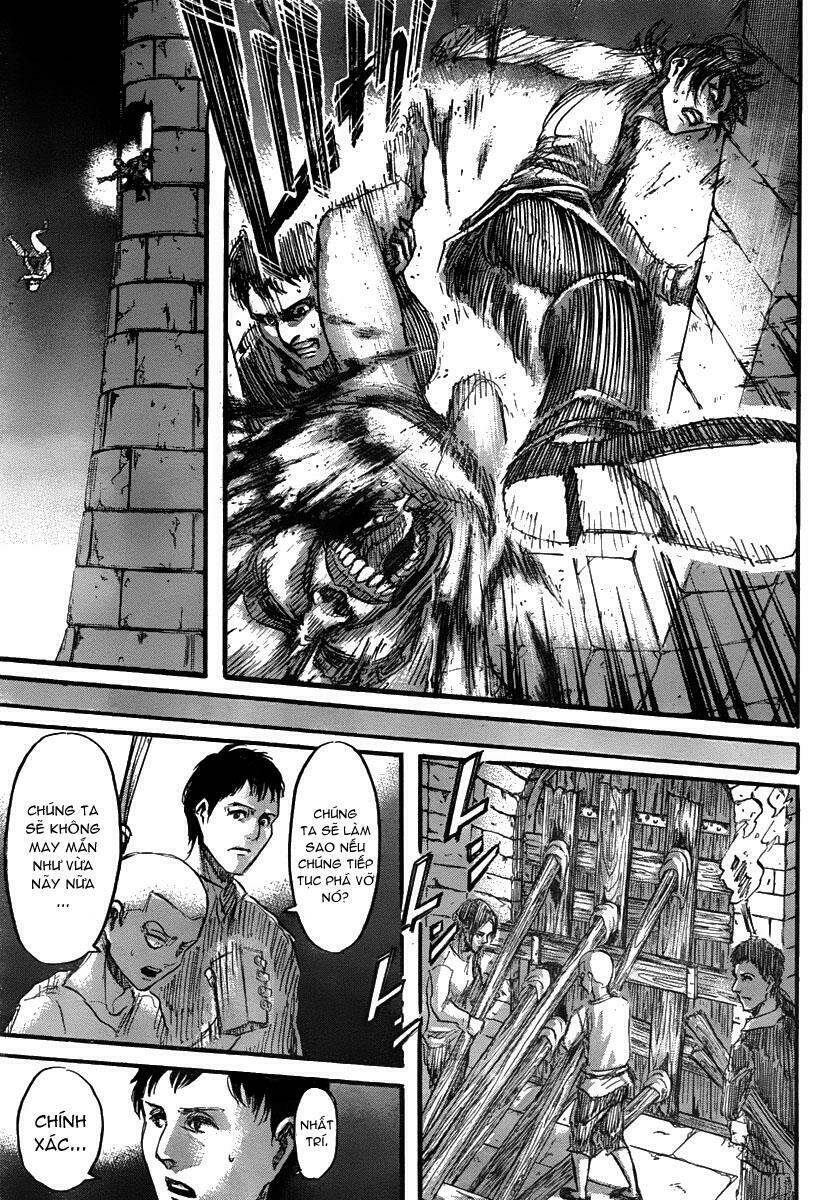 CHÚNG
TA SẼ LÀM
SAO NẾU
CHÚNG TIẾP
TỤC PHÁ VỠ
NÓ?
CHÚNG TA
SẼ KHÔNG
MAY MẮN
NHƯ VỪA
NÃY NỮA
...
NHẤT
TRÍ.
CHÍNH
XÁC...